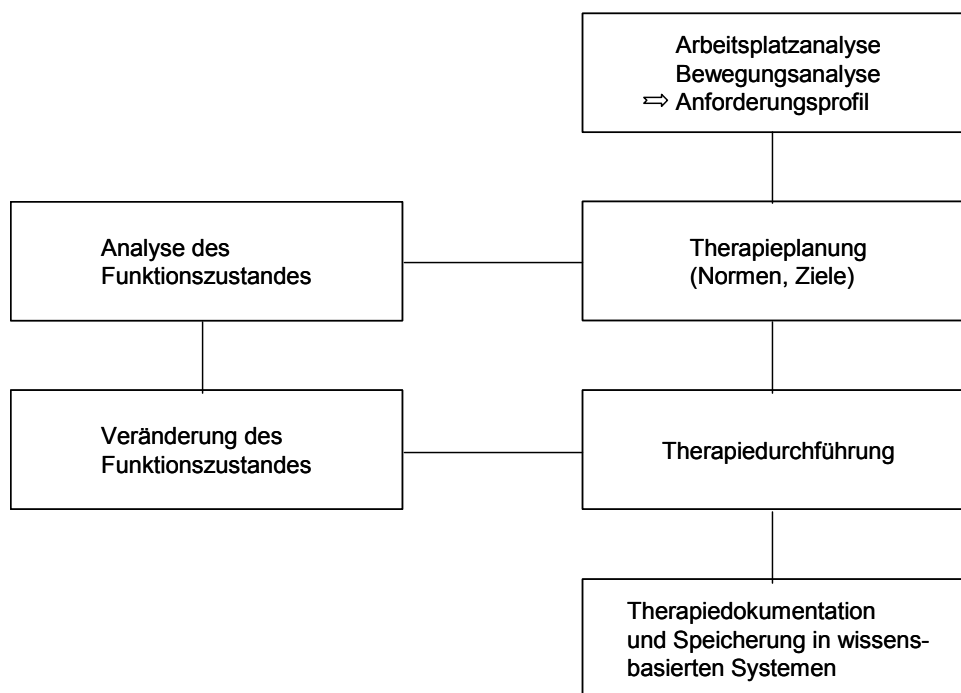 Arbeitsplatzanalyse
Bewegungsanalyse
⇨ Anforderungsprofil
Analyse des
Funktionszustandes
Therapieplanung
(Normen, Ziele)
Veränderung des
Funktionszustandes
Therapiedurchführung
Therapiedokumentation
und Speicherung in wissens-
basierten Systemen